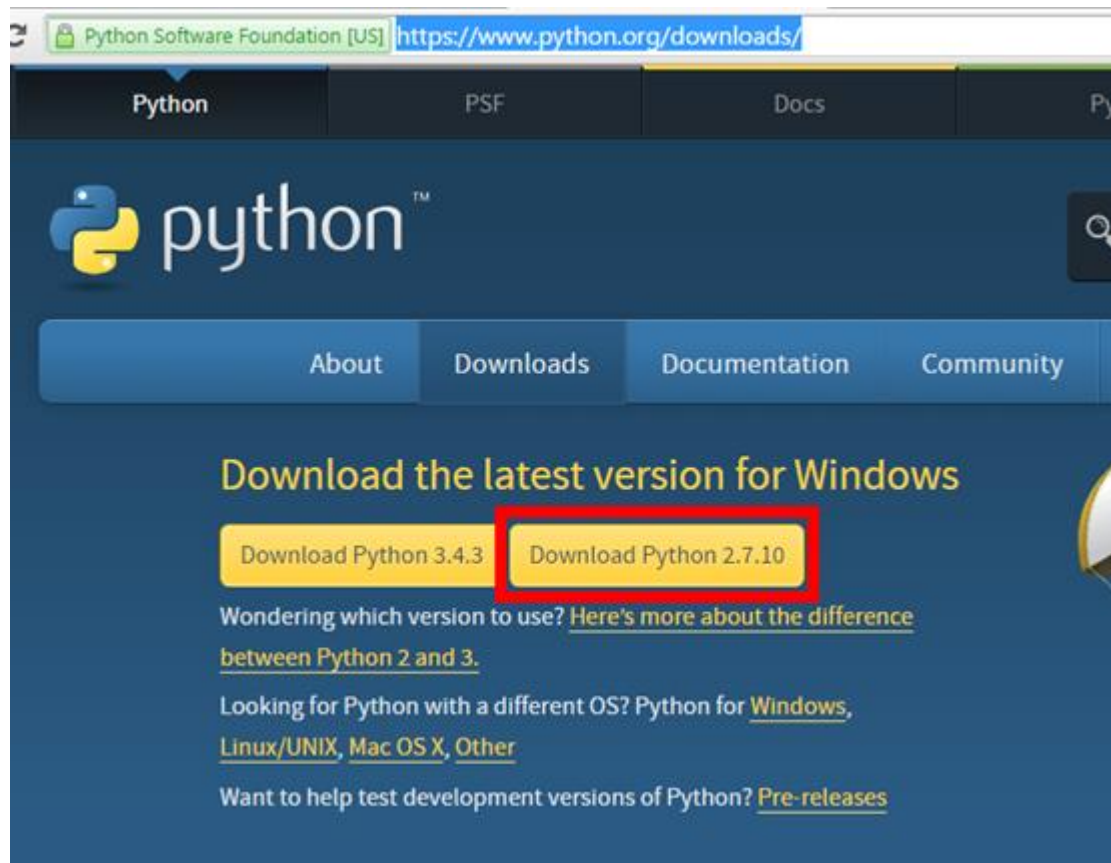 Python Software Foundation [US] https://www.python.org/downloads/
Python PSF Docs
python™
About Downloads Documentation Community
Download the latest version for Windows
Download Python 3.4.3 Download Python 2.7.10
Wondering which version to use? Here's more about the difference
between Python 2 and 3.
Looking for Python with a different OS? Python for Windows,
Linux/UNIX, Mac OS X, Other
Want to help test development versions of Python? Pre-releases